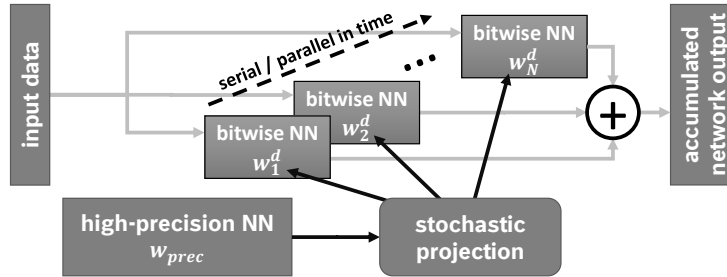 input data
serial / parallel in time
...
bitwise NN
w_N^d
bitwise NN
w_2^d
bitwise NN
w_1^d
+
accumulated
network output
high-precision NN
w_prec
stochastic
projection